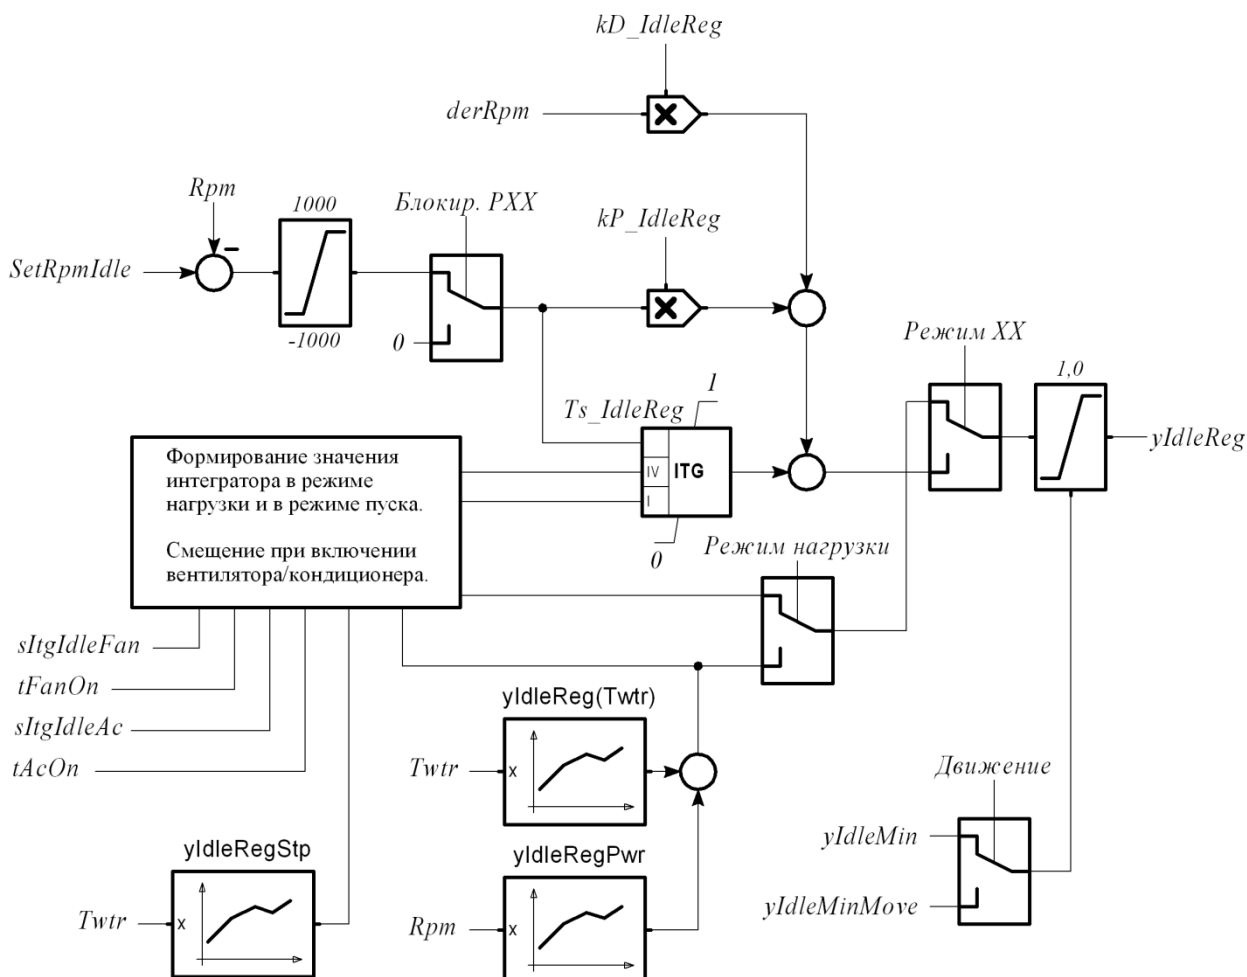 kD_IdleReg
derRpm
Rpm
1000
Блокир. РХХ
kP_IdleReg
SetRpmIdle
-1000
0
Режим ХХ
1,0
1
Ts_IdleReg
yIdleReg
Формирование значения
интегратора в режиме
нагрузки и в режиме пуска.
IV
ITG
I
Смещение при включении
вентилятора/кондиционера.
0
Режим нагрузки
sItgIdleFan
tFanOn
sItgIdleAc
tAcOn
yIdleReg(Twtr)
Twtr
x
Движение
yIdleMin
yIdleRegStp
yIdleRegPwr
yIdleMinMove
Twtr
x
Rpm
x